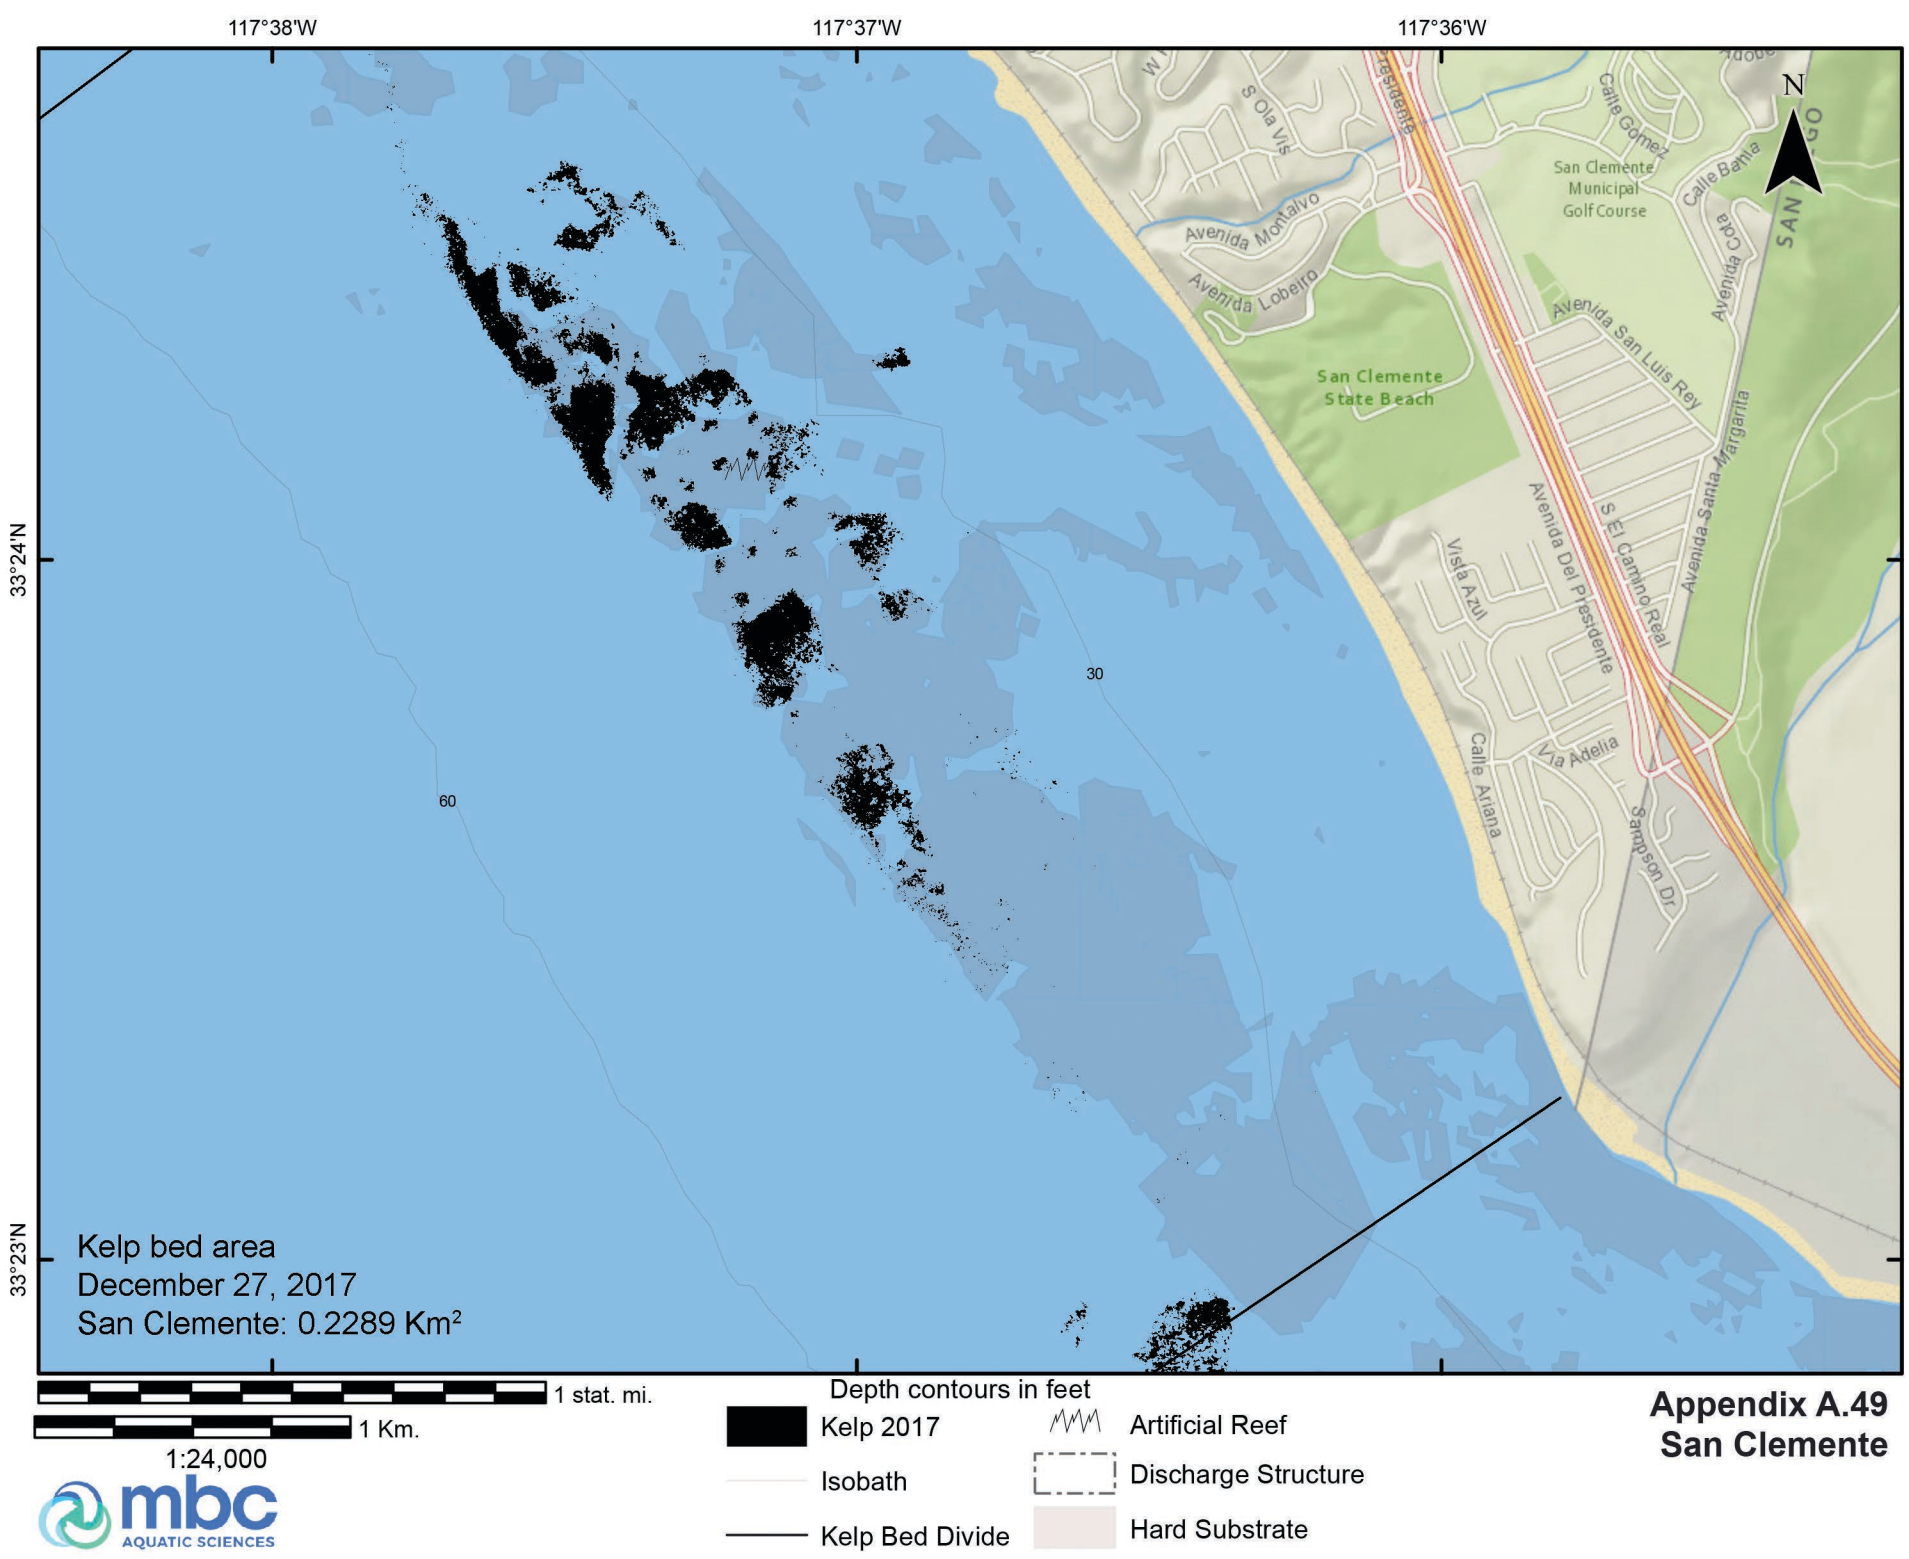 117°38'W
117°37'W
117°36'W
33°24'N
33°23'N
S Ola Vis
Presidente
Calle Gomez
Calle Bahia
San Clemente
Municipal
Golf Course
N
Avenida Montalvo
Avenida Cota
Avenida Lobeiro
Avenida San Luis Rey
San Clemente
State Beach
Avenida Santa Margarita
S El Camino Real
Avenida Del Presidente
Vista Azul
30
Via Adelia
Calle Ariana
60
Sampson Dr
Kelp bed area
December 27, 2017
San Clemente: 0.2289 Km²
1 stat. mi.
1 Km.
1:24,000
mbc
AQUATIC SCIENCES
Depth contours in feet
Kelp 2017
Isobath
Kelp Bed Divide
Artificial Reef
Discharge Structure
Hard Substrate
Appendix A.49
San Clemente